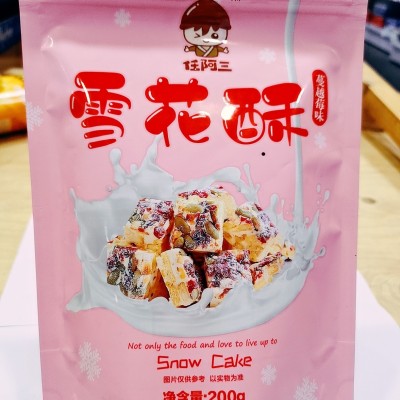 任阿三
雪花酥
蔓越莓味
Not only the food and love to live up to
Snow Cake
图片仅供参考 以实物为准
净含量:200g